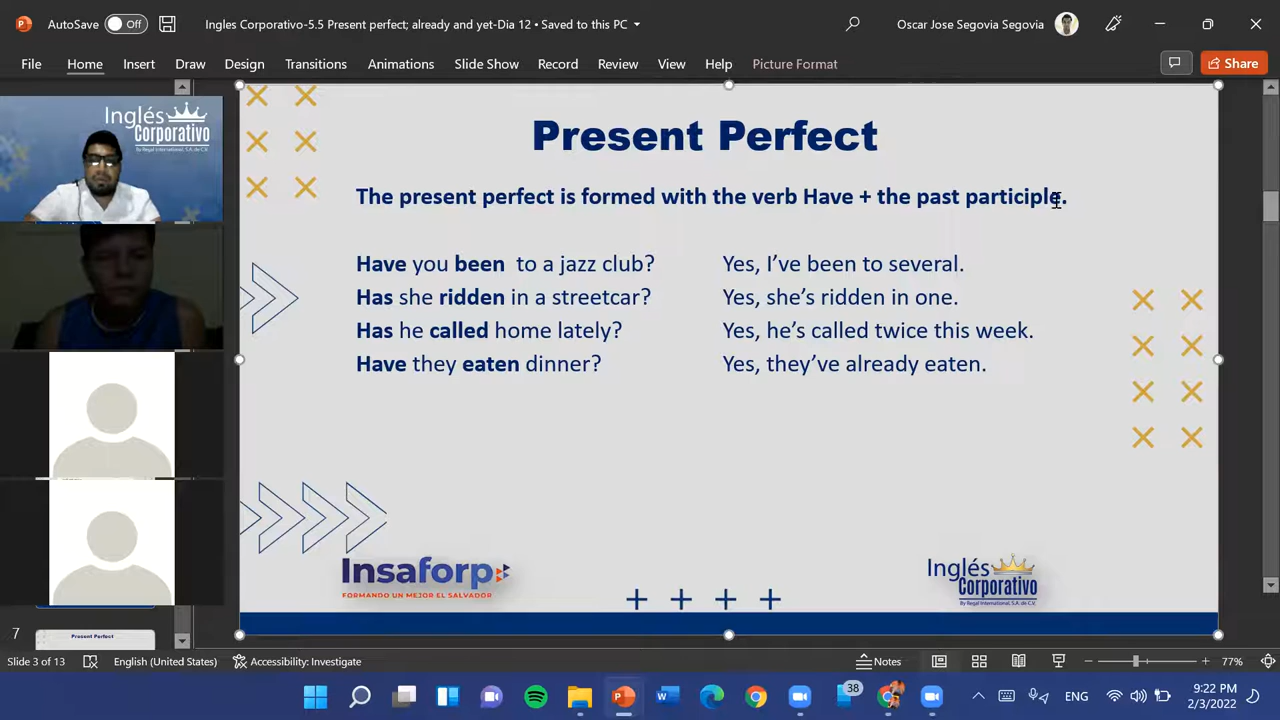 AutoSave Off Ingles Corporativo-5.5 Present perfect; already and yet-Dia 12 • Saved to this PC Oscar Jose Segovia Segovia
File Home Insert Draw Design Transitions Animations Slide Show Record Review View Help Picture Format Share
Inglés
Corporativo
By Regal International, S.A. de C.V.
Present Perfect
The present perfect is formed with the verb Have + the past participle.
Have you been to a jazz club? Yes, I've been to several.
Has she ridden in a streetcar? Yes, she's ridden in one.
Has he called home lately? Yes, he's called twice this week.
Have they eaten dinner? Yes, they've already eaten.
Insaforp
FORMANDO UN MEJOR EL SALVADOR
Inglés
Corporativo
By Regal International, S.A. de C.V.
7
Present Perfect
Slide 3 of 13 English (United States) Accessibility: Investigate Notes 77%
38 ENG 9:22 PM
2/3/2022